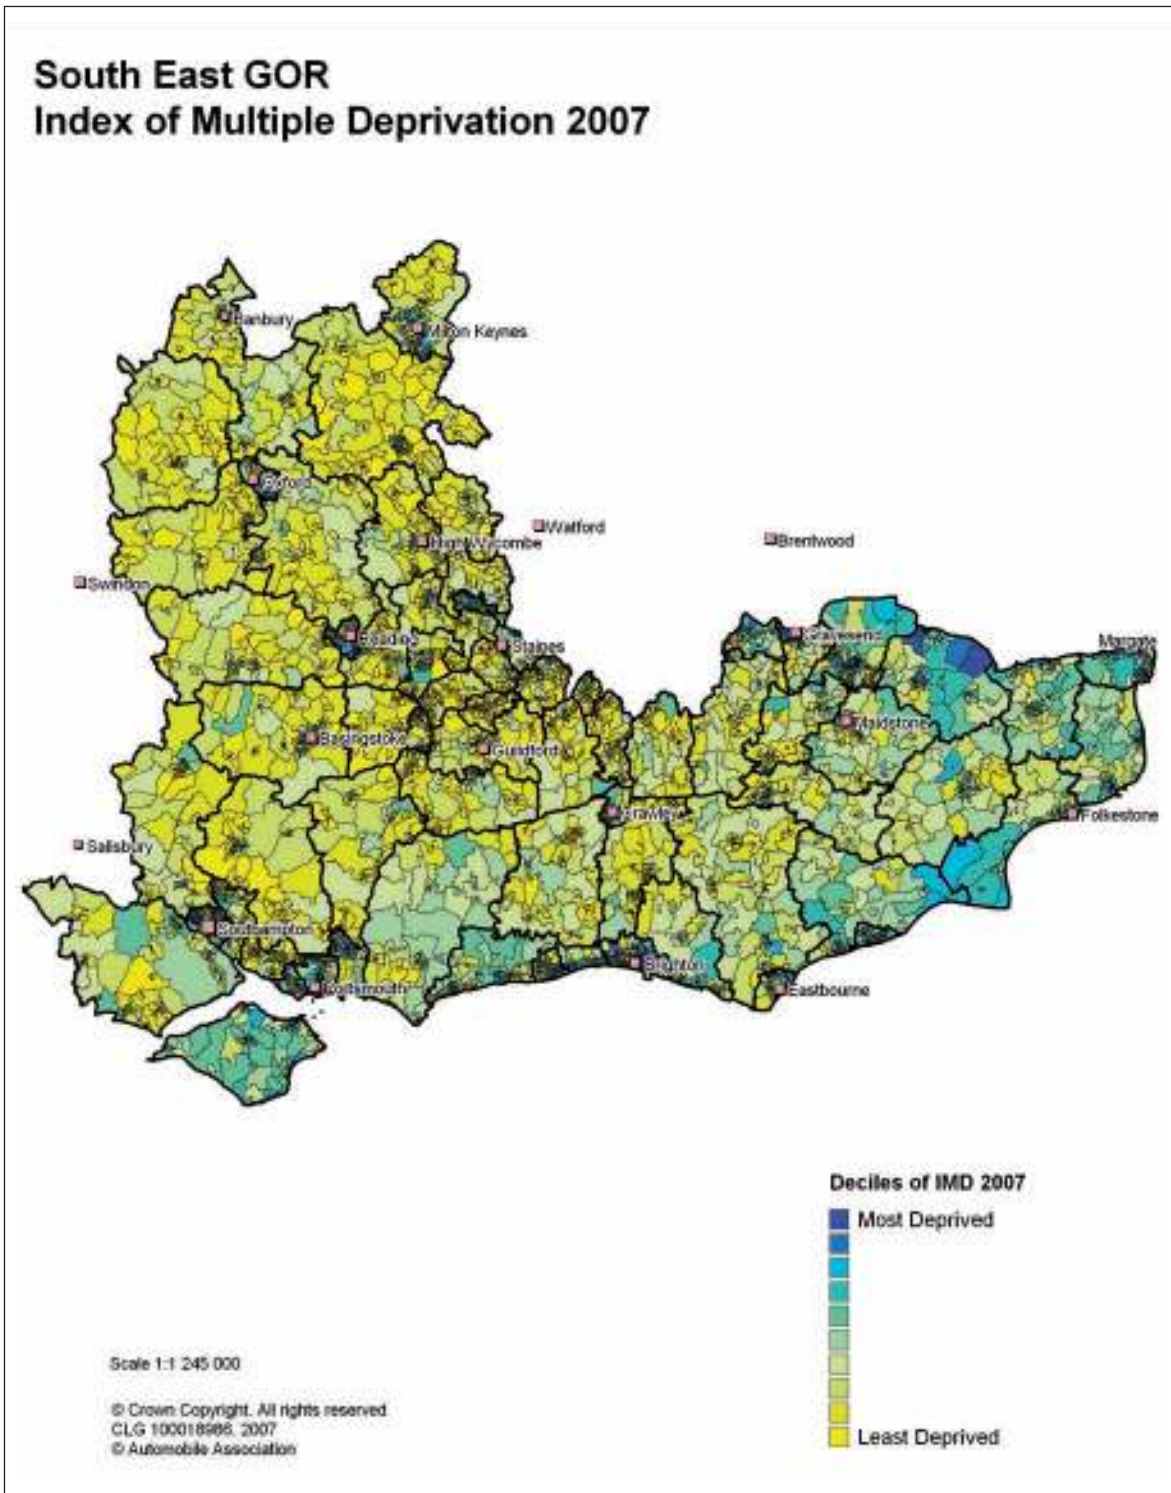 South East GOR
Index of Multiple Deprivation 2007
Banbury
Milton Keynes
Oxford
Watford
High Wycombe
Brentwood
Swindon
Reading
Gravesend
Staines
Margate
Maidstone
Basingstoke
Guildford
Crawley
Folkestone
Salisbury
Southampton
Brighton
Portsmouth
Eastbourne
Deciles of IMD 2007
Most Deprived
Least Deprived
Scale 1:1 245 000
© Crown Copyright. All rights reserved
CLG 100018986, 2007
© Automobile Association